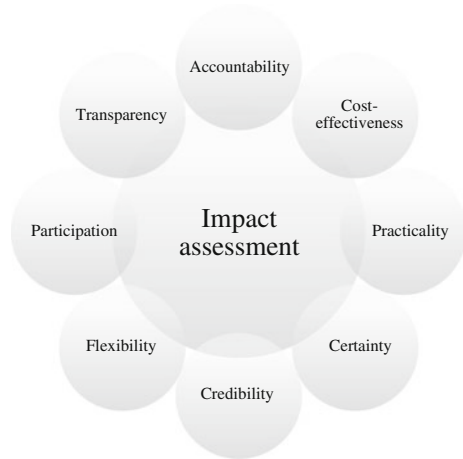 Accountability
Transparency
Cost-
effectiveness
Participation
Impact
assessment
Practicality
Flexibility
Certainty
Credibility